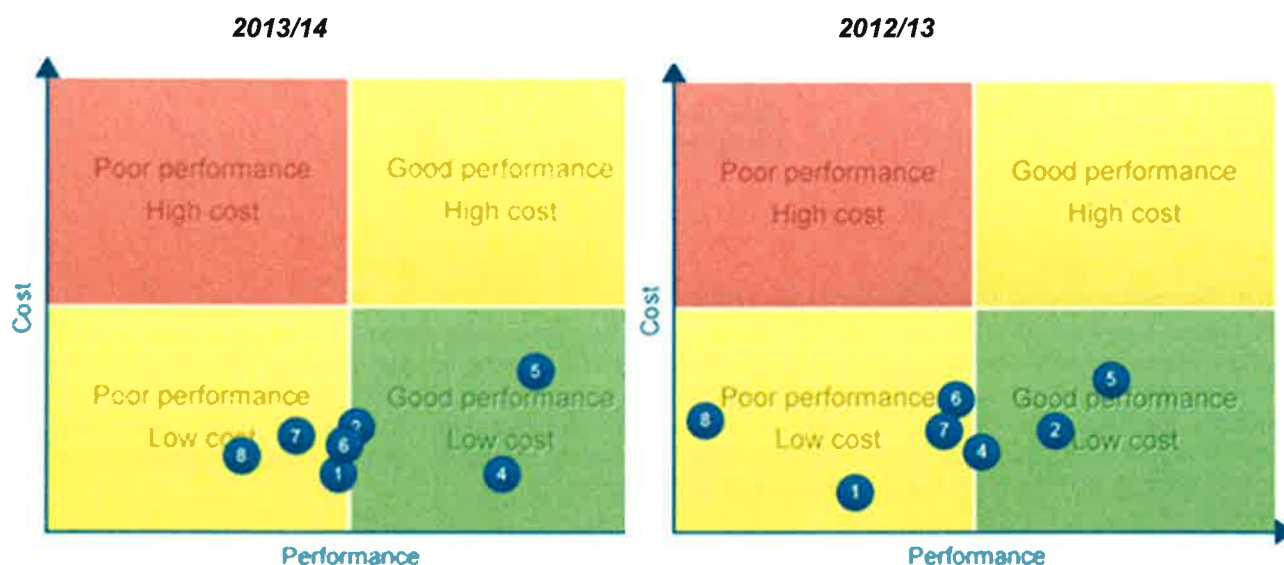 2013/14
Poor performance
High cost
Good performance
High cost
Cost
Poor performance
Low cost
Good performance
Low cost
5
7
8
2
6
1
4
Performance
2012/13
Poor performance
High cost
Good performance
High cost
Cost
Poor performance
Low cost
Good performance
Low cost
5
6
8
7
2
4
1
Performance